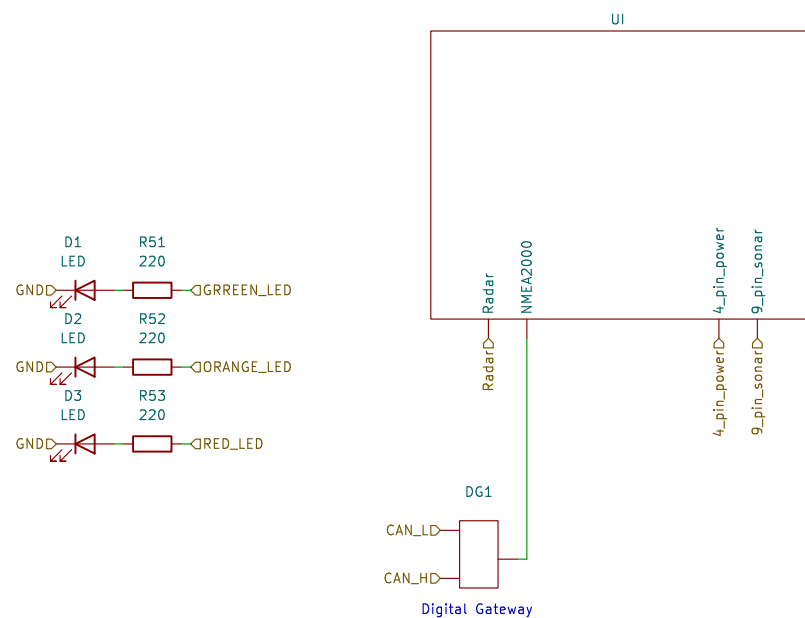 UI
D1
R51
LED
220
GND
GRREEN_LED
D2
R52
LED
220
GND
ORANGE_LED
D3
R53
LED
220
GND
RED_LED
Radar
NMEA2000
4_pin_power
9_pin_sonar
Radar
4_pin_power
9_pin_sonar
DG1
CAN_L
CAN_H
Digital Gateway